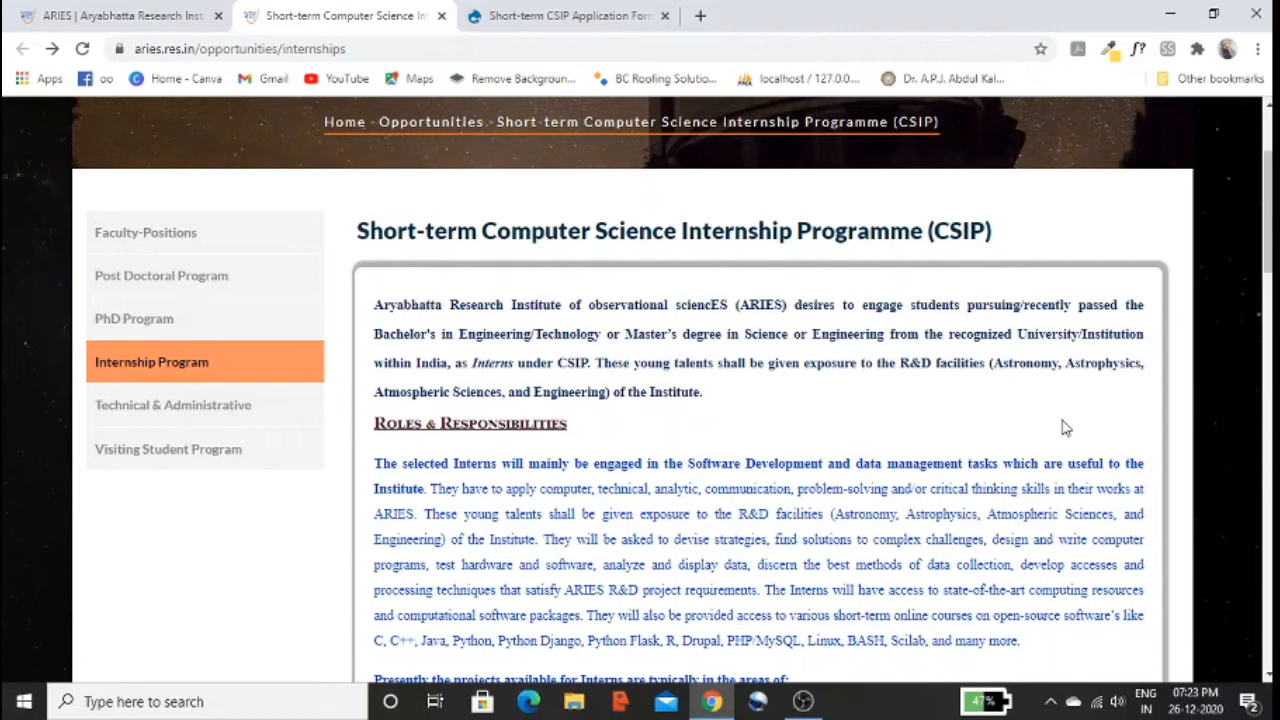 ARIES | Aryabhatta Research Inst
Short-term Computer Science In
Short-term CSIP Application For
aries.res.in/opportunities/internships
Apps
oo
Home - Canva
Gmail
YouTube
Maps
Remove Backgroun...
BC Roofing Solutio...
localhost / 127.0.0....
Dr. A.P.J. Abdul Kal...
Other bookmarks
Home - Opportunities - Short-term Computer Science Internship Programme (CSIP)
Faculty-Positions
Post Doctoral Program
PhD Program
Internship Program
Technical & Administrative
Visiting Student Program
Short-term Computer Science Internship Programme (CSIP)
Aryabhatta Research Institute of observational sciencES (ARIES) desires to engage students pursuing/recently passed the
Bachelor's in Engineering/Technology or Master's degree in Science or Engineering from the recognized University/Institution
within India, as Interns under CSIP. These young talents shall be given exposure to the R&D facilities (Astronomy, Astrophysics,
Atmospheric Sciences, and Engineering) of the Institute.
ROLES & RESPONSIBILITIES
The selected Interns will mainly be engaged in the Software Development and data management tasks which are useful to the
Institute. They have to apply computer, technical, analytic, communication, problem-solving and/or critical thinking skills in their works at
ARIES. These young talents shall be given exposure to the R&D facilities (Astronomy, Astrophysics, Atmospheric Sciences, and
Engineering) of the Institute. They will be asked to devise strategies, find solutions to complex challenges, design and write computer
programs, test hardware and software, analyze and display data, discern the best methods of data collection, develop accesses and
processing techniques that satisfy ARIES R&D project requirements. The Interns will have access to state-of-the-art computing resources
and computational software packages. They will also be provided access to various short-term online courses on open-source software's like
C, C++, Java, Python, Python Django, Python Flask, R, Drupal, PHP/MySQL, Linux, BASH, Scilab, and many more.
Presently the projects available for Interns are typically in the areas of:
Type here to search
47%
ENG
IN
07:23 PM
26-12-2020
2